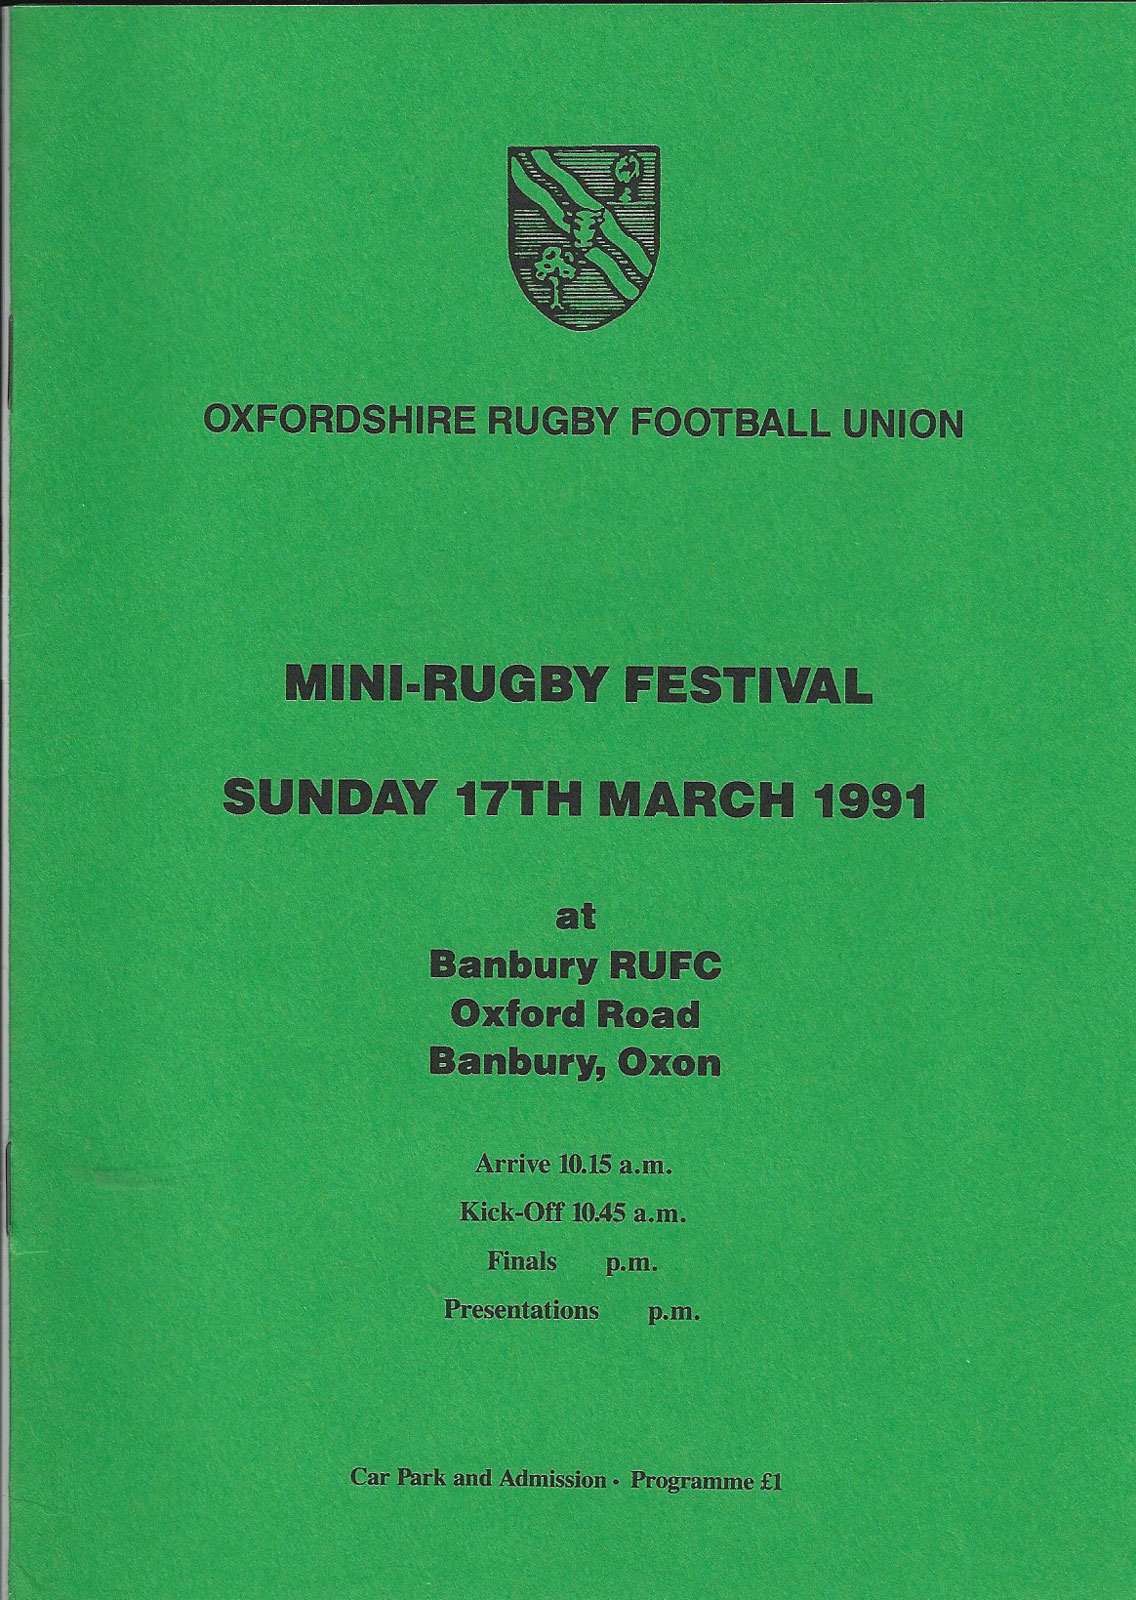 OXFORDSHIRE RUGBY FOOTBALL UNION
MINI-RUGBY FESTIVAL
SUNDAY 17TH MARCH 1991
at
Banbury RUFC
Oxford Road
Banbury, Oxon
Arrive 10.15 a.m.
Kick-Off 10.45 a.m.
Finals p.m.
Presentations p.m.
Car Park and Admission · Programme £1